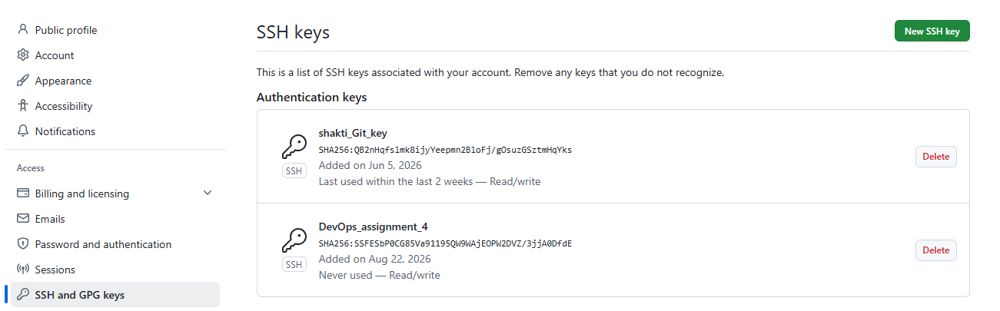 Public profile
Account
Appearance
Accessibility
Notifications
Access
Billing and licensing
Emails
Password and authentication
Sessions
SSH and GPG keys
SSH keys
New SSH key
This is a list of SSH keys associated with your account. Remove any keys that you do not recognize.
Authentication keys
shakti_Git_key
SHA256:QB2nHqfslmk8ijyYeepmn2BloFj/gOsuzGSztmHqYks
SSH
Added on Jun 5, 2026
Last used within the last 2 weeks — Read/write
Delete
DevOps_assignment_4
SHA256:SSFESbP0CG85Va91195QW9WAjEOPW2DVZ/3jjA0DfdE
SSH
Added on Aug 22, 2026
Never used — Read/write
Delete